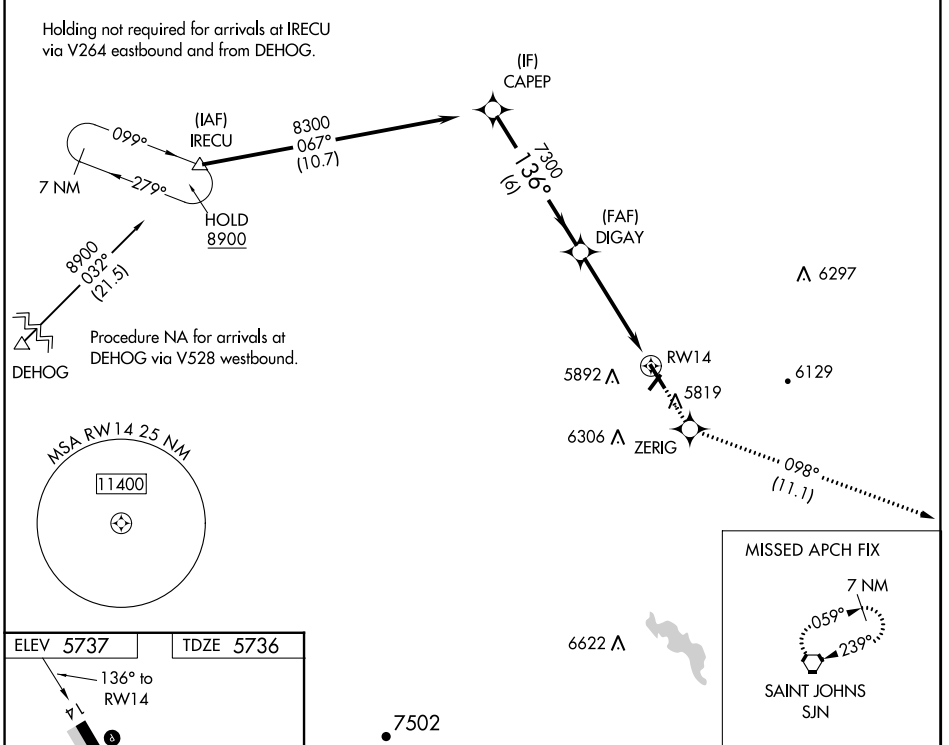 Holding not required for arrivals at IRECU
via V264 eastbound and from DEHOG.
(IF)
CAPEP
(IAF)
IRECU
099°
279°
7 NM
HOLD
8900
8300
067°
(10.7)
7300
136°
(6)
(FAF)
DIGAY
8900
032°
(21.5)
DEHOG
Procedure NA for arrivals at
DEHOG via V528 westbound.
6297
RW14
5892
6129
5819
6306
ZERIG
098°
(11.1)
MSA RW14 25 NM
11400
MISSED APCH FIX
7 NM
059°
239°
SAINT JOHNS
SJN
6622
ELEV 5737
TDZE 5736
136° to
RW14
14
P
7502